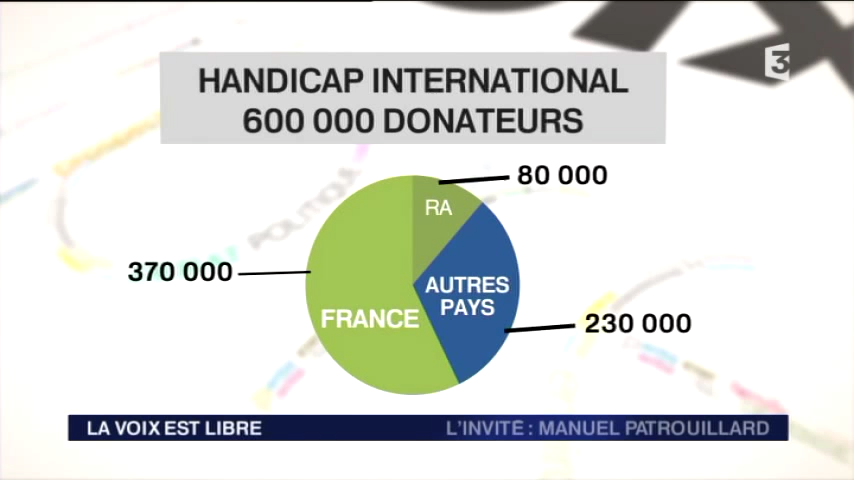 HANDICAP INTERNATIONAL
600 000 DONATEURS
3
80 000
RA
370 000
AUTRES
PAYS
FRANCE
230 000
POLITIQUE
LA VOIX EST LIBRE
L'INVITÉ : MANUEL PATROUILLARD